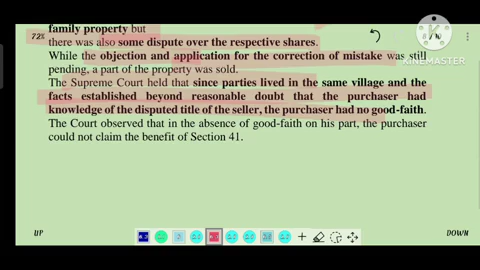 family property but
72%
there was also some dispute over the respective shares.
While the objection and application for the correction of mistake was still
pending, a part of the property was sold.
The Supreme Court held that since parties lived in the same village and the
facts established beyond reasonable doubt that the purchaser had
knowledge of the disputed title of the seller, the purchaser had no good-faith.
The Court observed that in the absence of good-faith on his part, the purchaser
could not claim the benefit of Section 41.
KINEMASTER
UP
DOWN